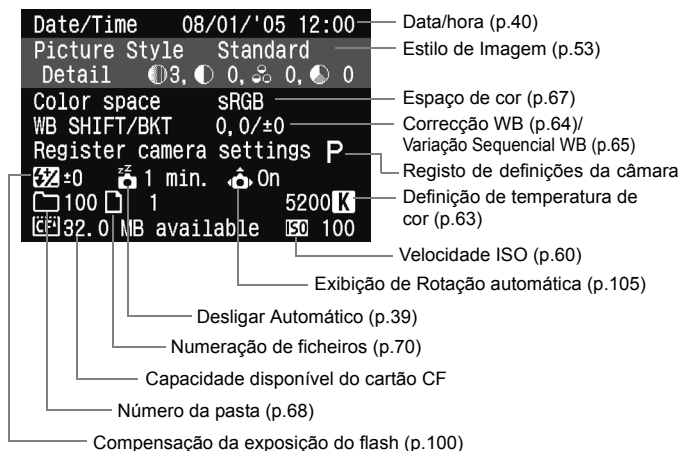 Date/Time 08/01/'05 12:00
Data/hora (p.40)
Picture Style Standard
Estilo de Imagem (p.53)
Detail 3, 0, 0, 0
Color space sRGB
Espaço de cor (p.67)
WB SHIFT/BKT 0,0/±0
Correcção WB (p.64)/
Variação Sequencial WB (p.65)
Register camera settings P
Registo de definições da câmara
±0 zz 1 min. On
Definição de temperatura de
cor (p.63)
100 1 5200 K
CF 32.0 MB available ISO 100
Velocidade ISO (p.60)
Exibição de Rotação automática (p.105)
Desligar Automático (p.39)
Numeração de ficheiros (p.70)
Capacidade disponível do cartão CF
Número da pasta (p.68)
Compensação da exposição do flash (p.100)